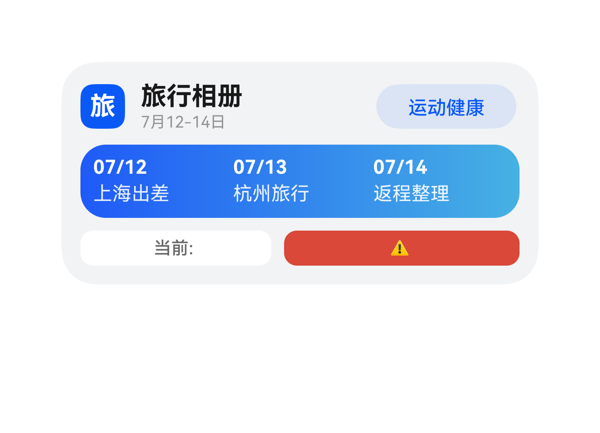 旅
旅行相册
7月12-14日
运动健康
07/12
上海出差
07/13
杭州旅行
07/14
返程整理
当前:
⚠️